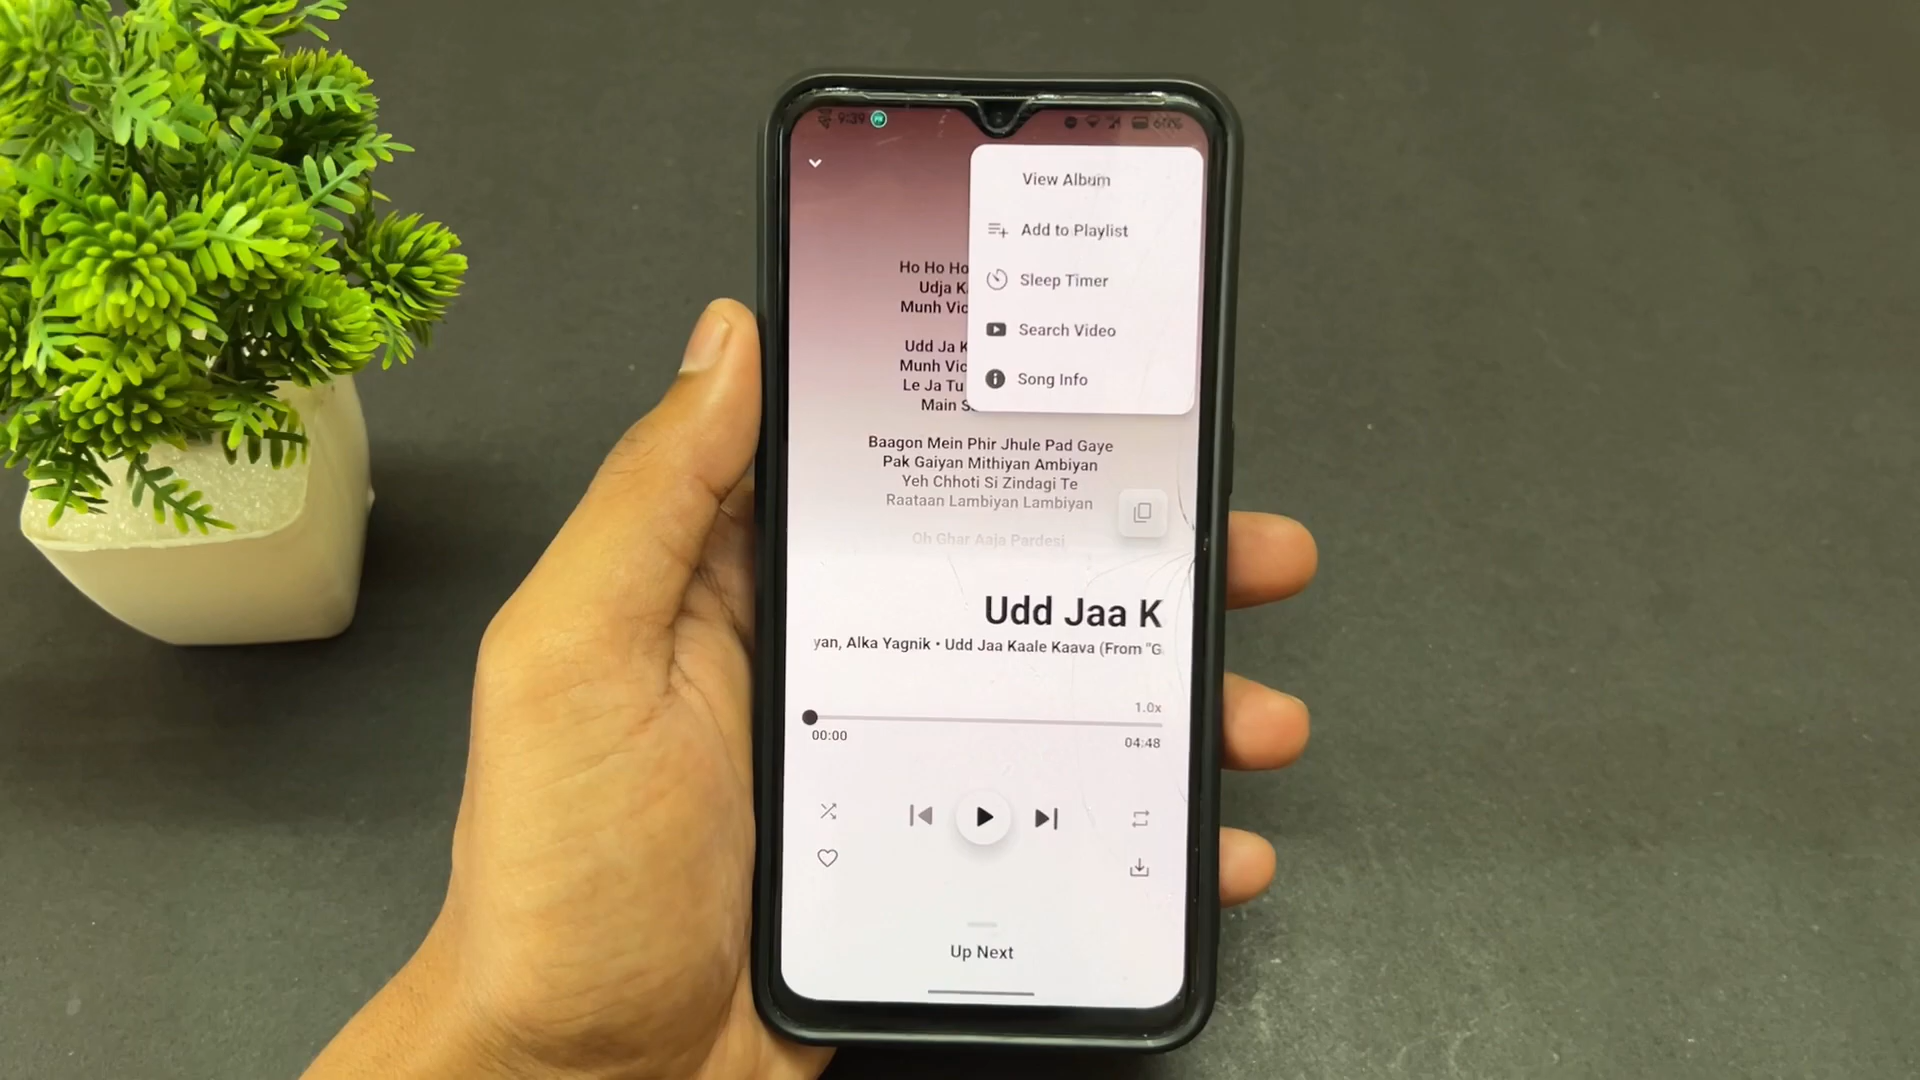 9:39
60%
View Album
Add to Playlist
Sleep Timer
Search Video
Song Info
Ho Ho Ho
Udja K
Munh Vic
Udd Ja K
Munh Vic
Le Ja Tu
Main S
Baagon Mein Phir Jhule Pad Gaye
Pak Gaiyan Mithiyan Ambiyan
Yeh Chhoti Si Zindagi Te
Raataan Lambiyan Lambiyan
Oh Ghar Aaja Pardesi
Udd Jaa K
yan, Alka Yagnik • Udd Jaa Kaale Kaava (From "G
1.0x
00:00
04:48
Up Next